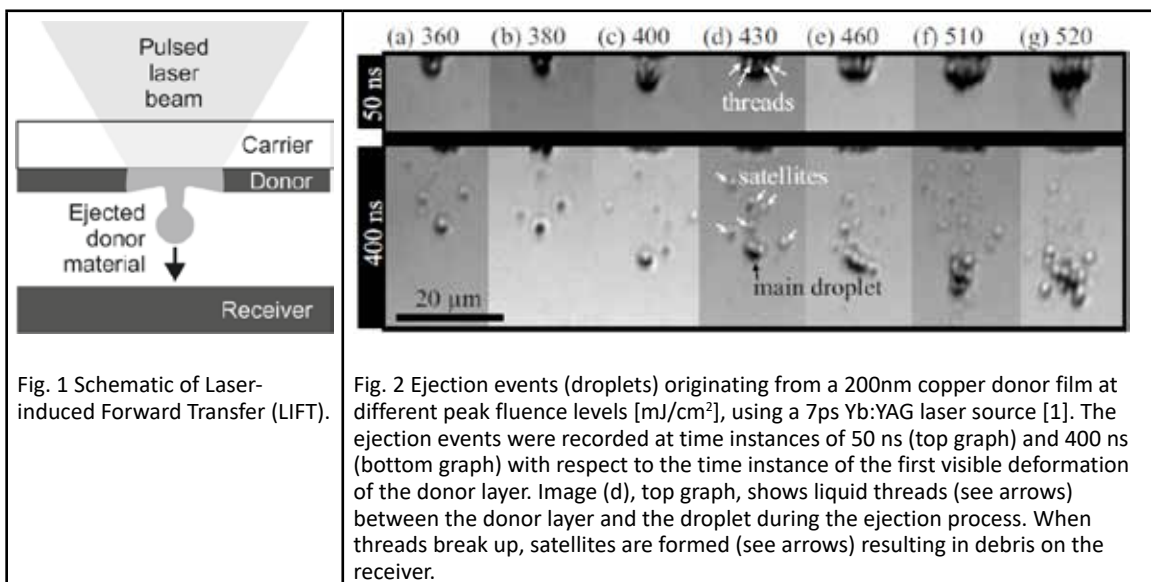 Pulsed
laser
beam
Carrier
Donor
Ejected
donor
material
Receiver
Fig. 1 Schematic of Laser-
induced Forward Transfer (LIFT).
(a) 360 (b) 380 (c) 400 (d) 430 (e) 460 (f) 510 (g) 520
50 ns
threads
400 ns
satellites
main droplet
20 µm
Fig. 2 Ejection events (droplets) originating from a 200nm copper donor film at
different peak fluence levels [mJ/cm²], using a 7ps Yb:YAG laser source [1]. The
ejection events were recorded at time instances of 50 ns (top graph) and 400 ns
(bottom graph) with respect to the time instance of the first visible deformation
of the donor layer. Image (d), top graph, shows liquid threads (see arrows)
between the donor layer and the droplet during the ejection process. When
threads break up, satellites are formed (see arrows) resulting in debris on the
receiver.